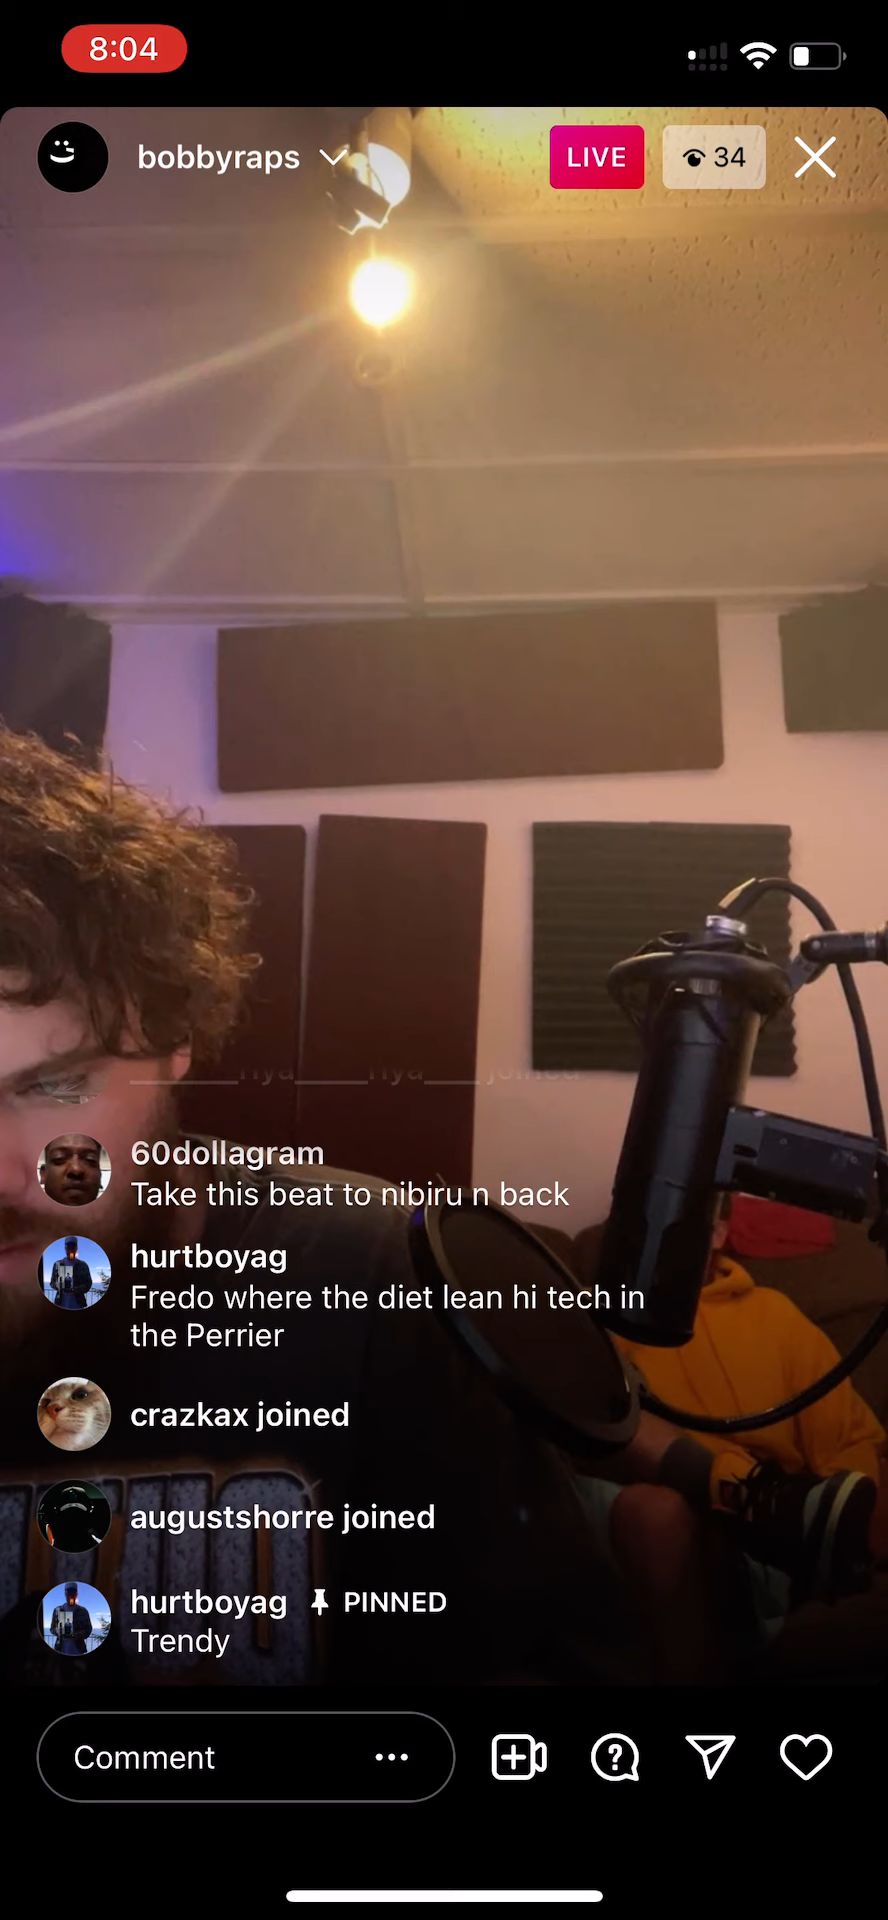 8:04
bobbyraps
LIVE
34
joined
60dollagram
Take this beat to nibiru n back
hurtboyag
Fredo where the diet lean hi tech in
the Perrier
crazkax joined
augustshorre joined
hurtboyag PINNED
Trendy
Comment ...